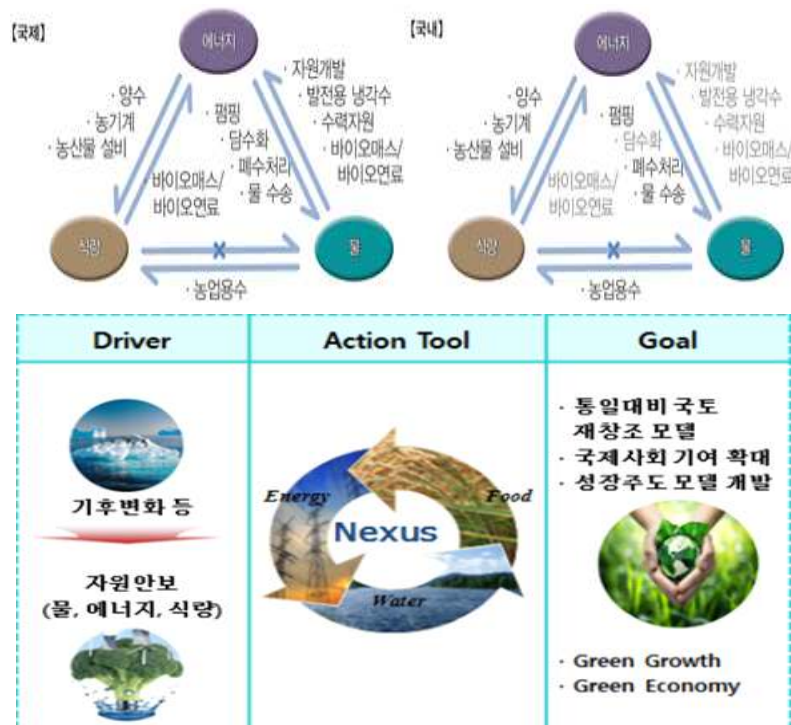 【국제】
에너지
· 양수
· 농기계
· 농산물 설비
· 펌핑
· 담수화
· 폐수처리
· 물 수송
· 자원개발
· 발전용 냉각수
· 수력자원
· 바이오매스/
바이오연료
바이오매스/
바이오연료
식량
물
· 농업용수
【국내】
에너지
· 양수
· 농기계
· 농산물 설비
· 펌핑
· 담수화
· 폐수처리
· 물 수송
· 자원개발
· 발전용 냉각수
· 수력자원
· 바이오매스/
바이오연료
바이오매스/
바이오연료
식량
물
· 농업용수
Driver
기후변화 등
자원안보
(물, 에너지, 식량)
Action Tool
Energy
Food
Nexus
Water
Goal
· 통일대비 국토
재창조 모델
· 국제사회 기여 확대
· 성장주도 모델 개발
· Green Growth
· Green Economy